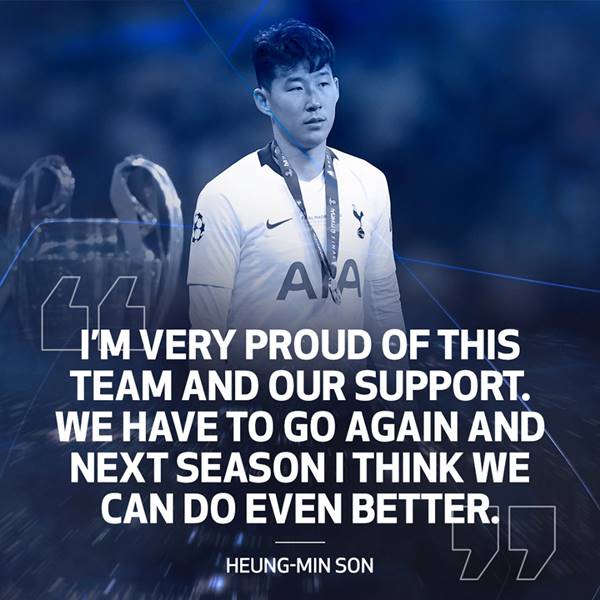 AIA
I'M VERY PROUD OF THIS
TEAM AND OUR SUPPORT.
WE HAVE TO GO AGAIN AND
NEXT SEASON I THINK WE
CAN DO EVEN BETTER.
HEUNG-MIN SON